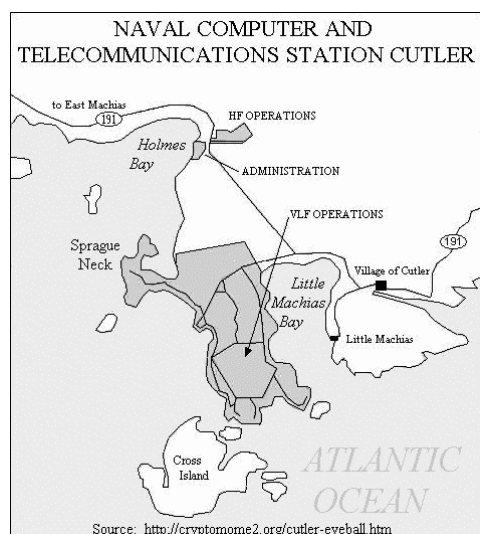 NAVAL COMPUTER AND
TELECOMMUNICATIONS STATION CUTLER
to East Machias
191
HF OPERATIONS
Holmes
Bay
ADMINISTRATION
VLF OPERATIONS
Sprague
Neck
191
Village of Cutler
Little
Machias
Bay
Little Machias
Cross
Island
ATLANTIC
OCEAN
Source: http://cryptomome2.org/cutler-eyeball.htm